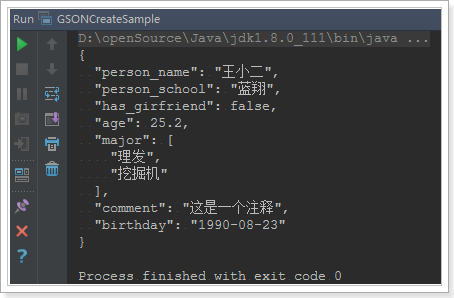 Run GSONCreateSample
D:\openSource\Java\jdk1.8.0_111\bin\java ...
{
  "person_name": "王小二",
  "person_school": "蓝翔",
  "has_girfriend": false,
  "age": 25.2,
  "major": [
    "理发",
    "挖掘机"
  ],
  "comment": "这是一个注释",
  "birthday": "1990-08-23"
}
Process finished with exit code 0